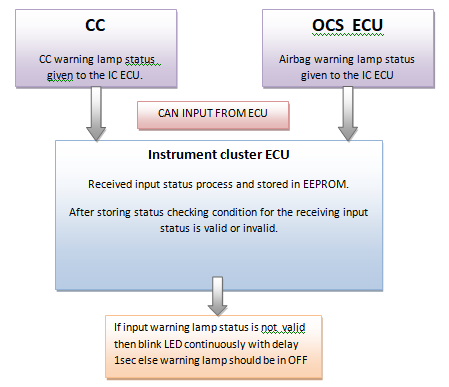 CC
CC warning lamp status
given to the IC ECU.
OCS ECU
Airbag warning lamp status
given to the IC ECU
CAN INPUT FROM ECU
Instrument cluster ECU
Received input status process and stored in EEPROM.
After storing status checking condition for the receiving input
status is valid or invalid.
If input warning lamp status is not valid
then blink LED continuously with delay
1sec else warning lamp should be in OFF